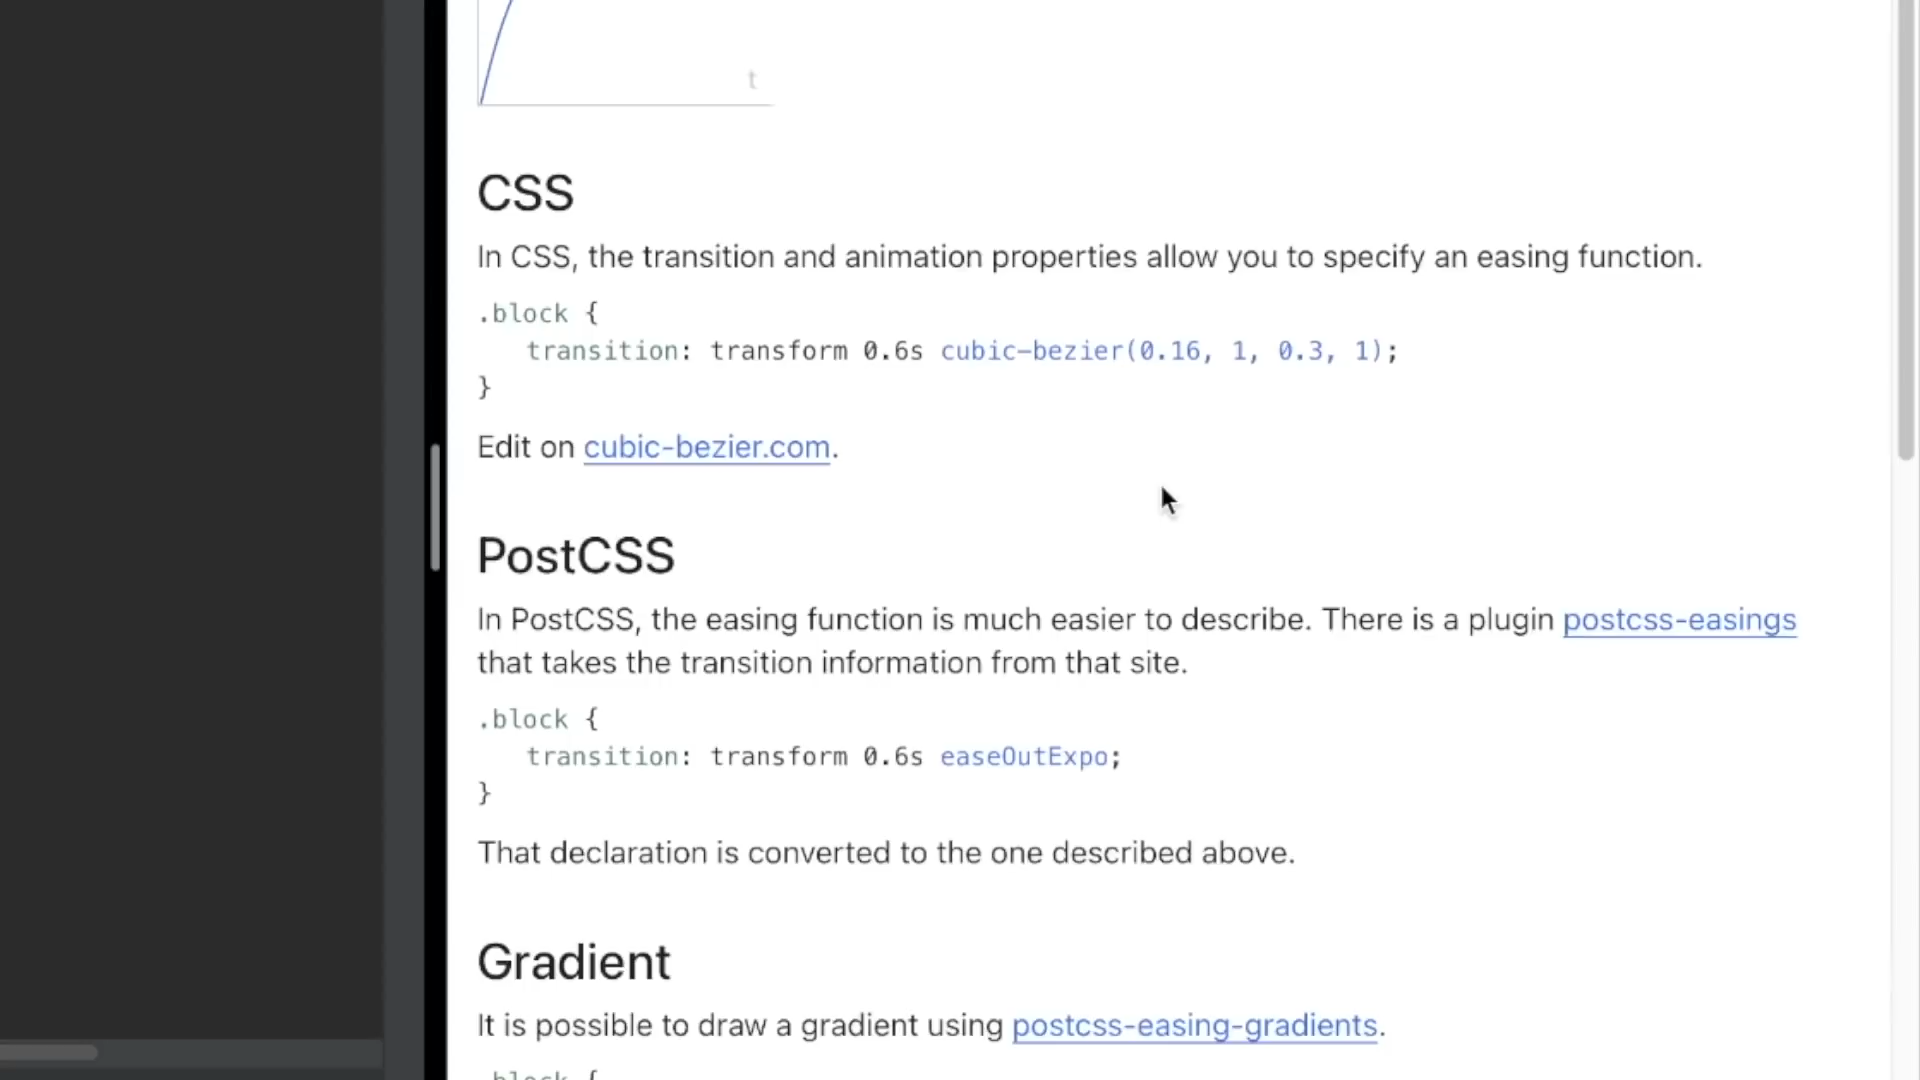 t
CSS
In CSS, the transition and animation properties allow you to specify an easing function.
.block {
transition: transform 0.6s cubic-bezier(0.16, 1, 0.3, 1);
}
Edit on cubic-bezier.com.
PostCSS
In PostCSS, the easing function is much easier to describe. There is a plugin postcss-easings
that takes the transition information from that site.
.block {
transition: transform 0.6s easeOutExpo;
}
That declaration is converted to the one described above.
Gradient
It is possible to draw a gradient using postcss-easing-gradients.
.block {